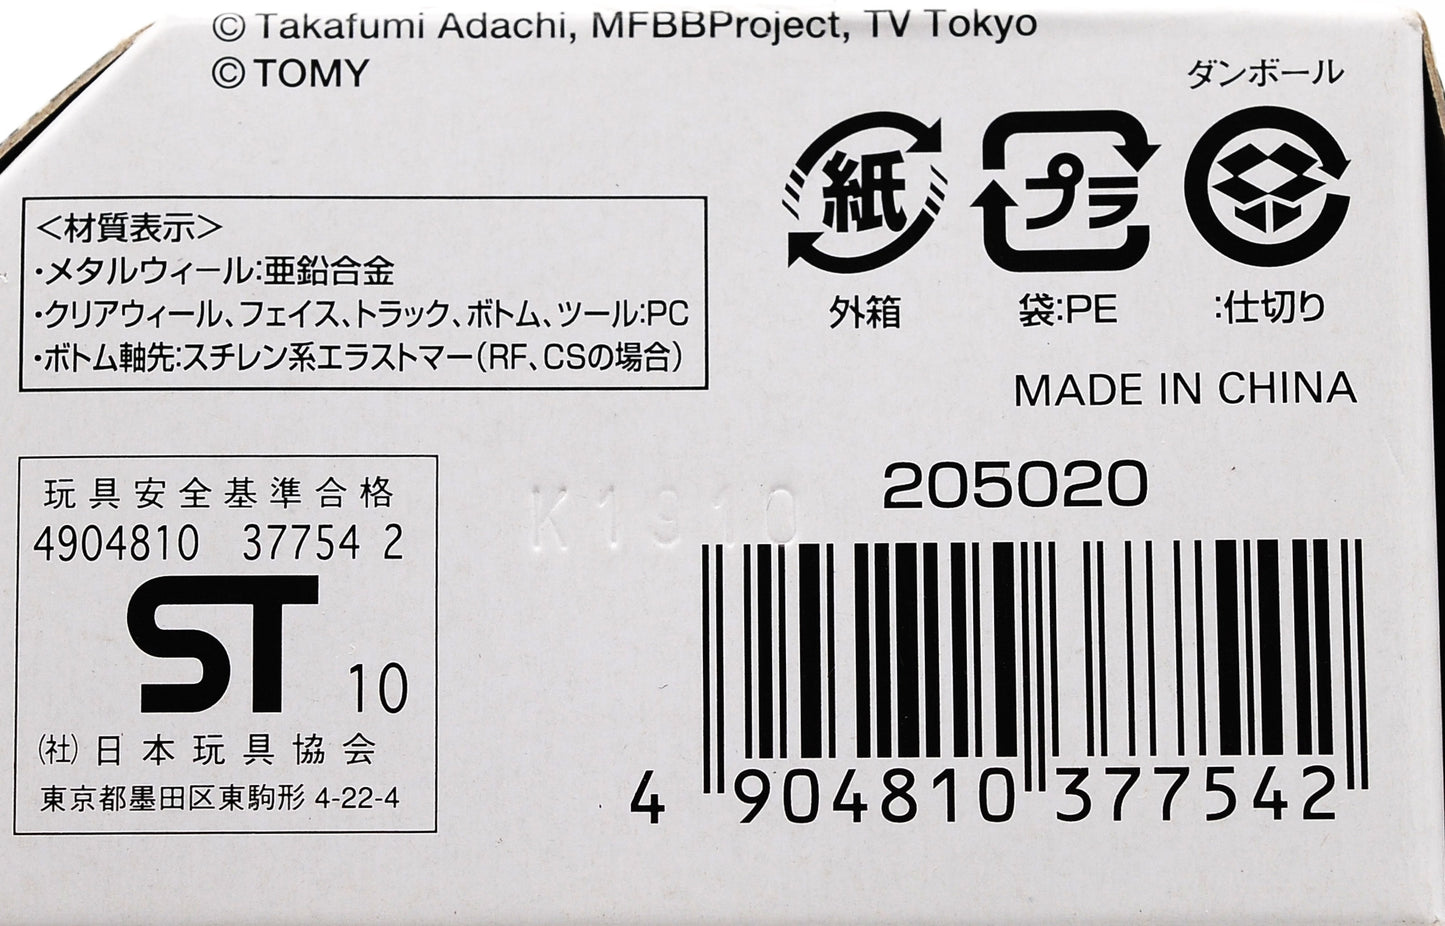 © Takafumi Adachi, MFBBProject, TV Tokyo
© TOMY
ダンボール
紙
プラ
外箱
袋:PE
:仕切り
MADE IN CHINA
<材質表示>
・メタルウィール:亜鉛合金
・クリアウィール、フェイス、トラック、ボトム、ツール:PC
・ボトム軸先:スチレン系エラストマー(RF、CSの場合)
玩具安全基準合格
4904810 37754 2
ST 10
(社)日本玩具協会
東京都墨田区東駒形 4-22-4
K1310
205020
4 904810 377542